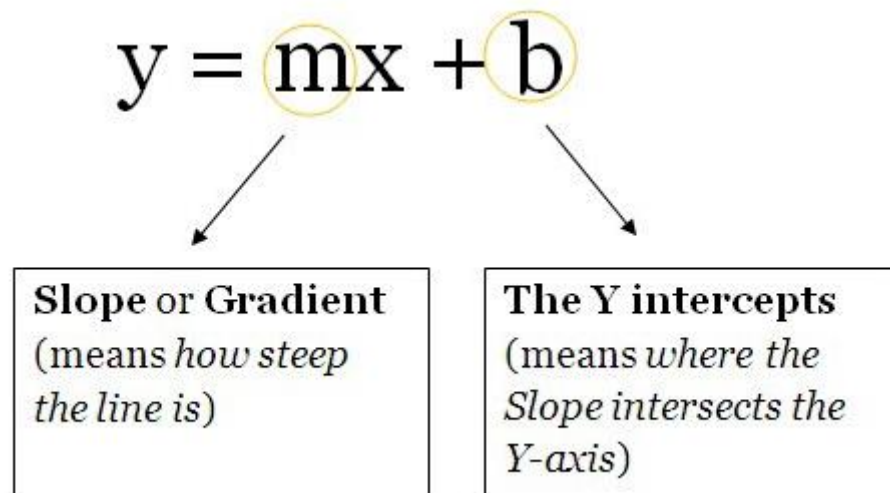 y = mx + b
Slope or Gradient
(means how steep
the line is)
The Y intercepts
(means where the
Slope intersects the
Y-axis)